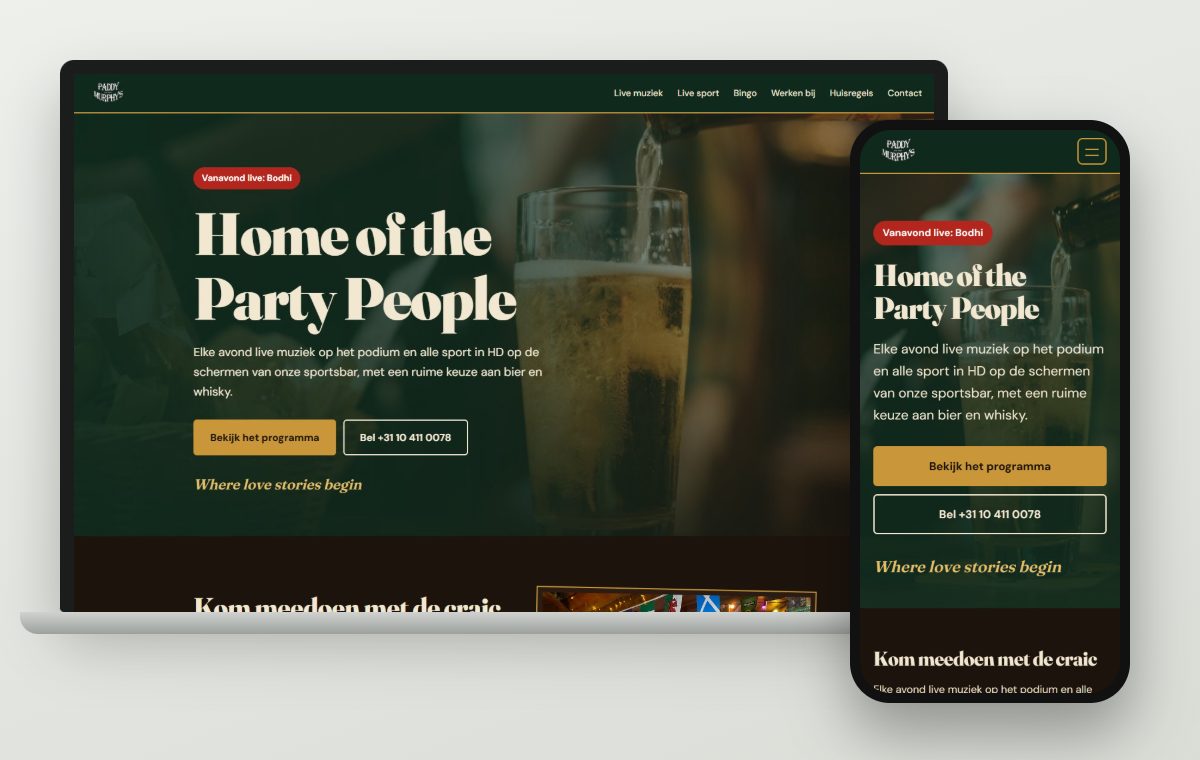 PADDY
MURPHY'S
Live muziek Live sport Bingo Werken bij Huisregels Contact
Vanavond live: Bodhi
Home of the
Party People
Elke avond live muziek op het podium en alle sport in HD op de
schermen van onze sportsbar, met een ruime keuze aan bier en
whisky.
Bekijk het programma
Bel +31 10 411 0078
Where love stories begin
Kom meedoen met de craic
PADDY
MURPHY'S
Vanavond live: Bodhi
Home of the
Party People
Elke avond live muziek op het podium
en alle sport in HD op de schermen
van onze sportsbar, met een ruime
keuze aan bier en whisky.
Bekijk het programma
Bel +31 10 411 0078
Where love stories begin
Kom meedoen met de craic
Elke avond live muziek op het podium en alle